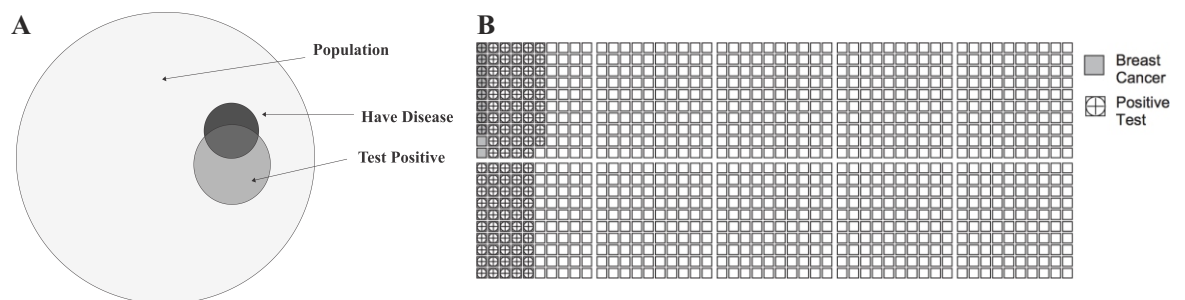 A
Population
Have Disease
Test Positive
B
Breast
Cancer
Positive
Test